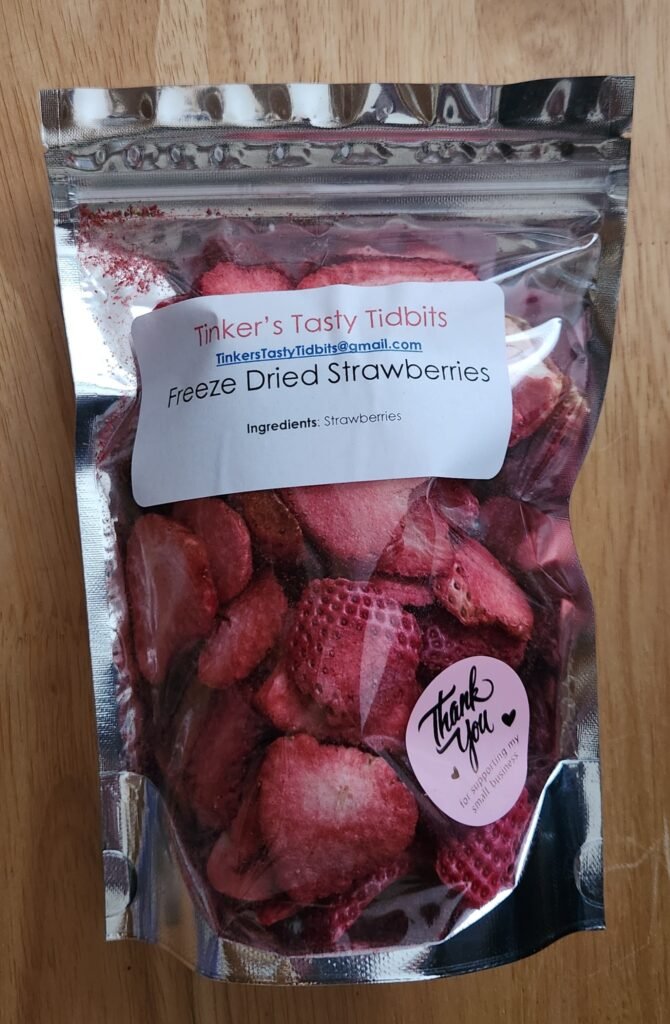 Tinker's Tasty Tidbits
TinkersTastyTidbits@gmail.com
Freeze Dried Strawberries
Ingredients: Strawberries
Thank
You
for supporting my
small business